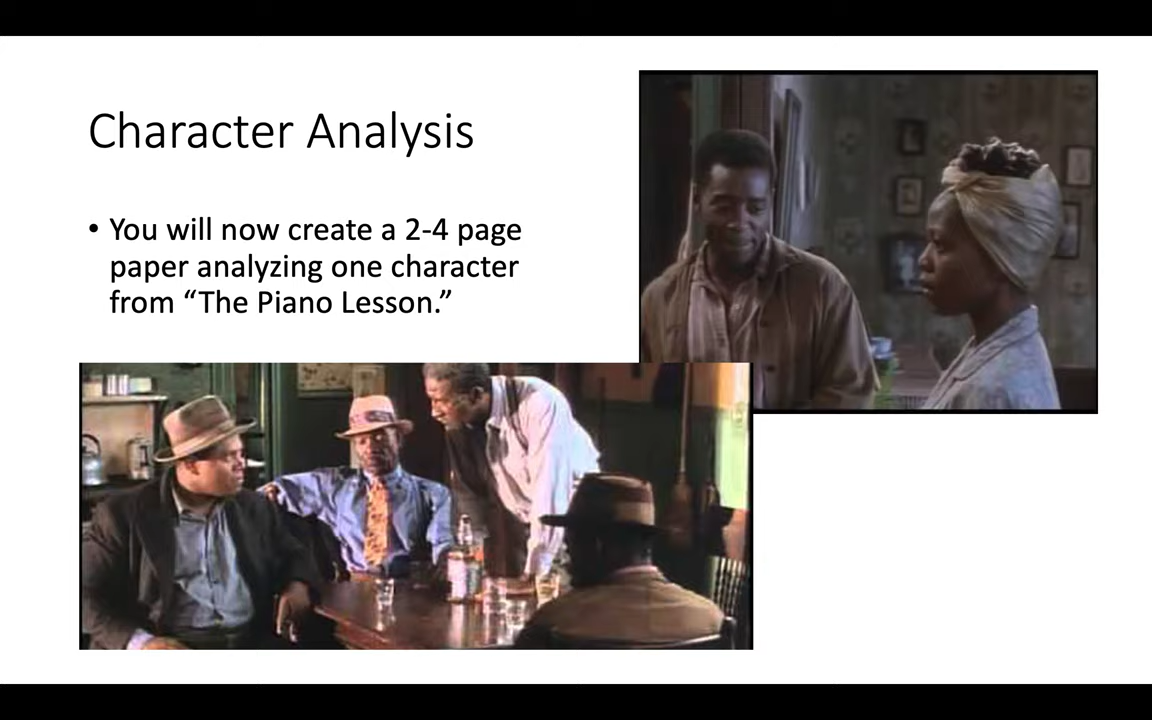 Character Analysis
• You will now create a 2-4 page
paper analyzing one character
from “The Piano Lesson.”